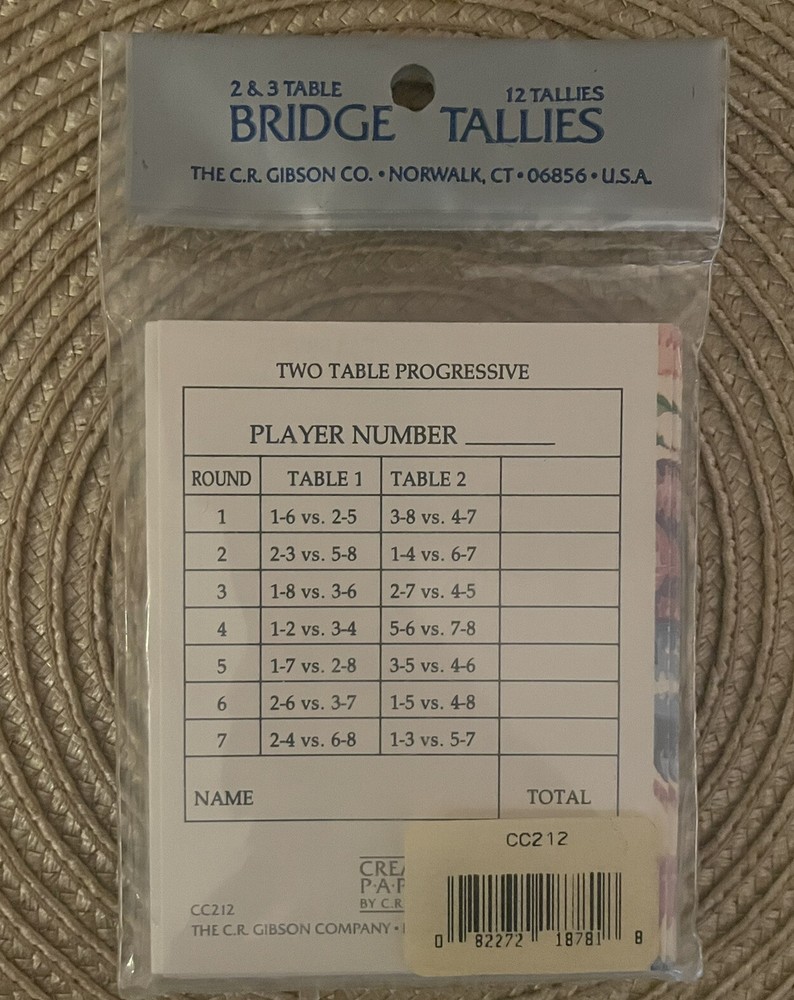 2 & 3 TABLE 12 TALLIES
BRIDGE TALLIES
THE C.R. GIBSON CO. • NORWALK, CT • 06856 • U.S.A.
TWO TABLE PROGRESSIVE
PLAYER NUMBER ________
ROUND TABLE 1 TABLE 2
1 1-6 vs. 2-5 3-8 vs. 4-7
2 2-3 vs. 5-8 1-4 vs. 6-7
3 1-8 vs. 3-6 2-7 vs. 4-5
4 1-2 vs. 3-4 5-6 vs. 7-8
5 1-7 vs. 2-8 3-5 vs. 4-6
6 2-6 vs. 3-7 1-5 vs. 4-8
7 2-4 vs. 6-8 1-3 vs. 5-7
NAME TOTAL
CC212
BY C.R.
CC212
THE C.R. GIBSON COMPANY •
0 82272 18781 8